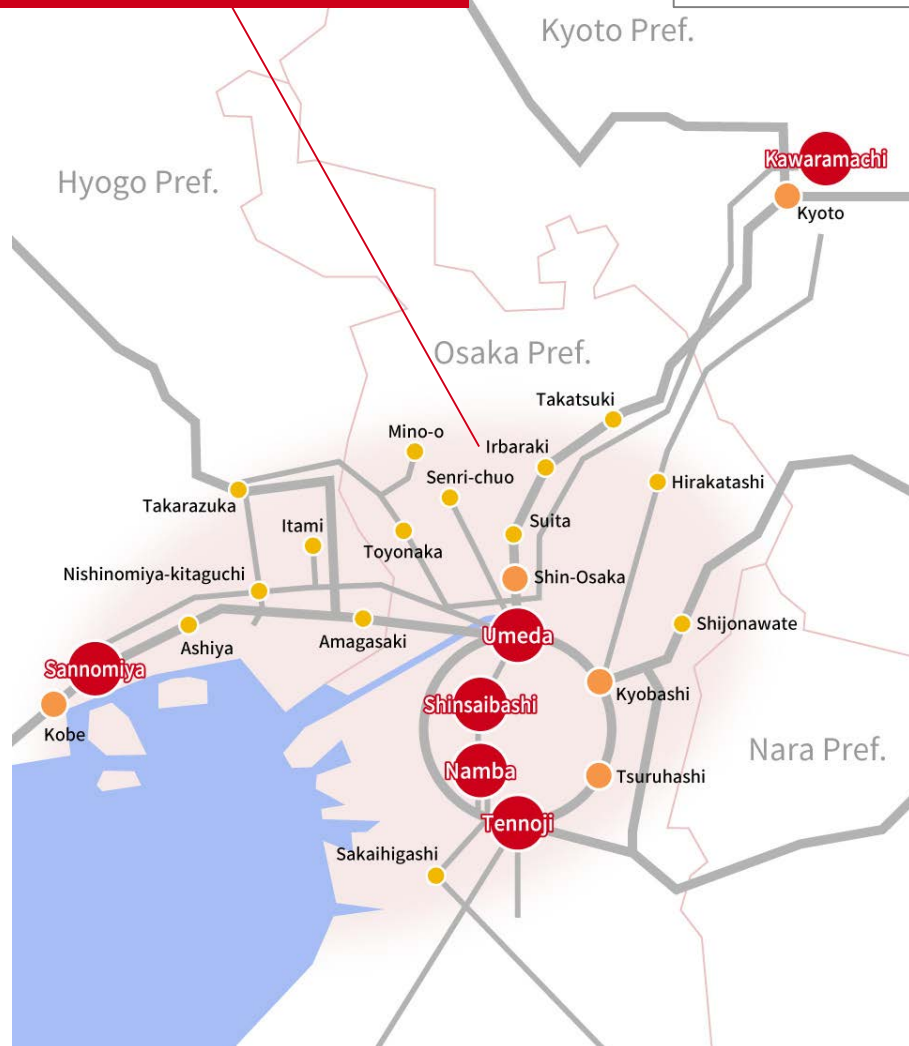 Kyoto Pref.
Kawaramachi
Hyogo Pref.
Kyoto
Osaka Pref.
Takatsuki
Mino-o
Irbaraki
Senri-chuo
Hirakatashi
Takarazuka
Itami
Suita
Toyonaka
Nishinomiya-kitaguchi
Shin-Osaka
Umeda
Shijonawate
Ashiya
Amagasaki
Sannomiya
Kyobashi
Shinsaibashi
Kobe
Nara Pref.
Namba
Tsuruhashi
Tennoji
Sakaihigashi